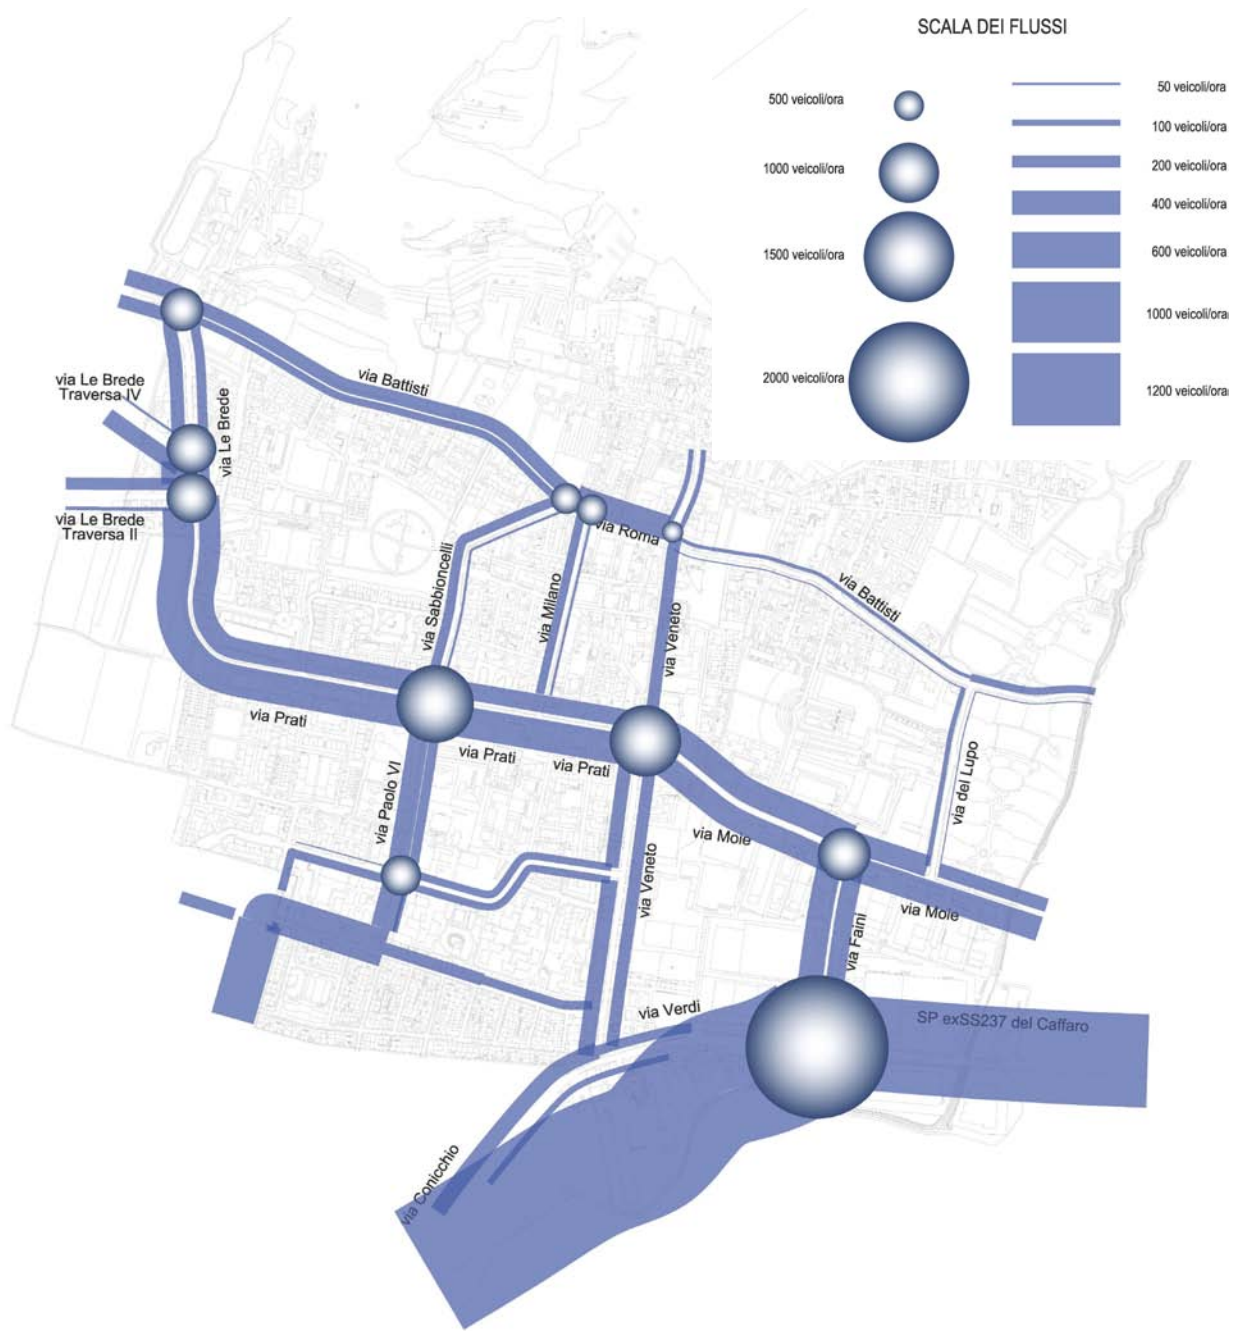 SCALA DEI FLUSSI
500 veicoli/ora
1000 veicoli/ora
1500 veicoli/ora
2000 veicoli/ora
50 veicoli/ora
100 veicoli/ora
200 veicoli/ora
400 veicoli/ora
600 veicoli/ora
1000 veicoli/ora
1200 veicoli/ora
via Battisti
via Le Brede
Traversa IV
via Le Brede
via Le Brede
Traversa II
via Roma
via Sabbioncelli
via Milano
via Veneto
via Battisti
via Prati
via Prati
via Prati
via Paolo VI
via Moie
via del Lupo
via Veneto
via Moie
via Faini
via Verdi
SP exSS237 del Caffaro
via Conicchio